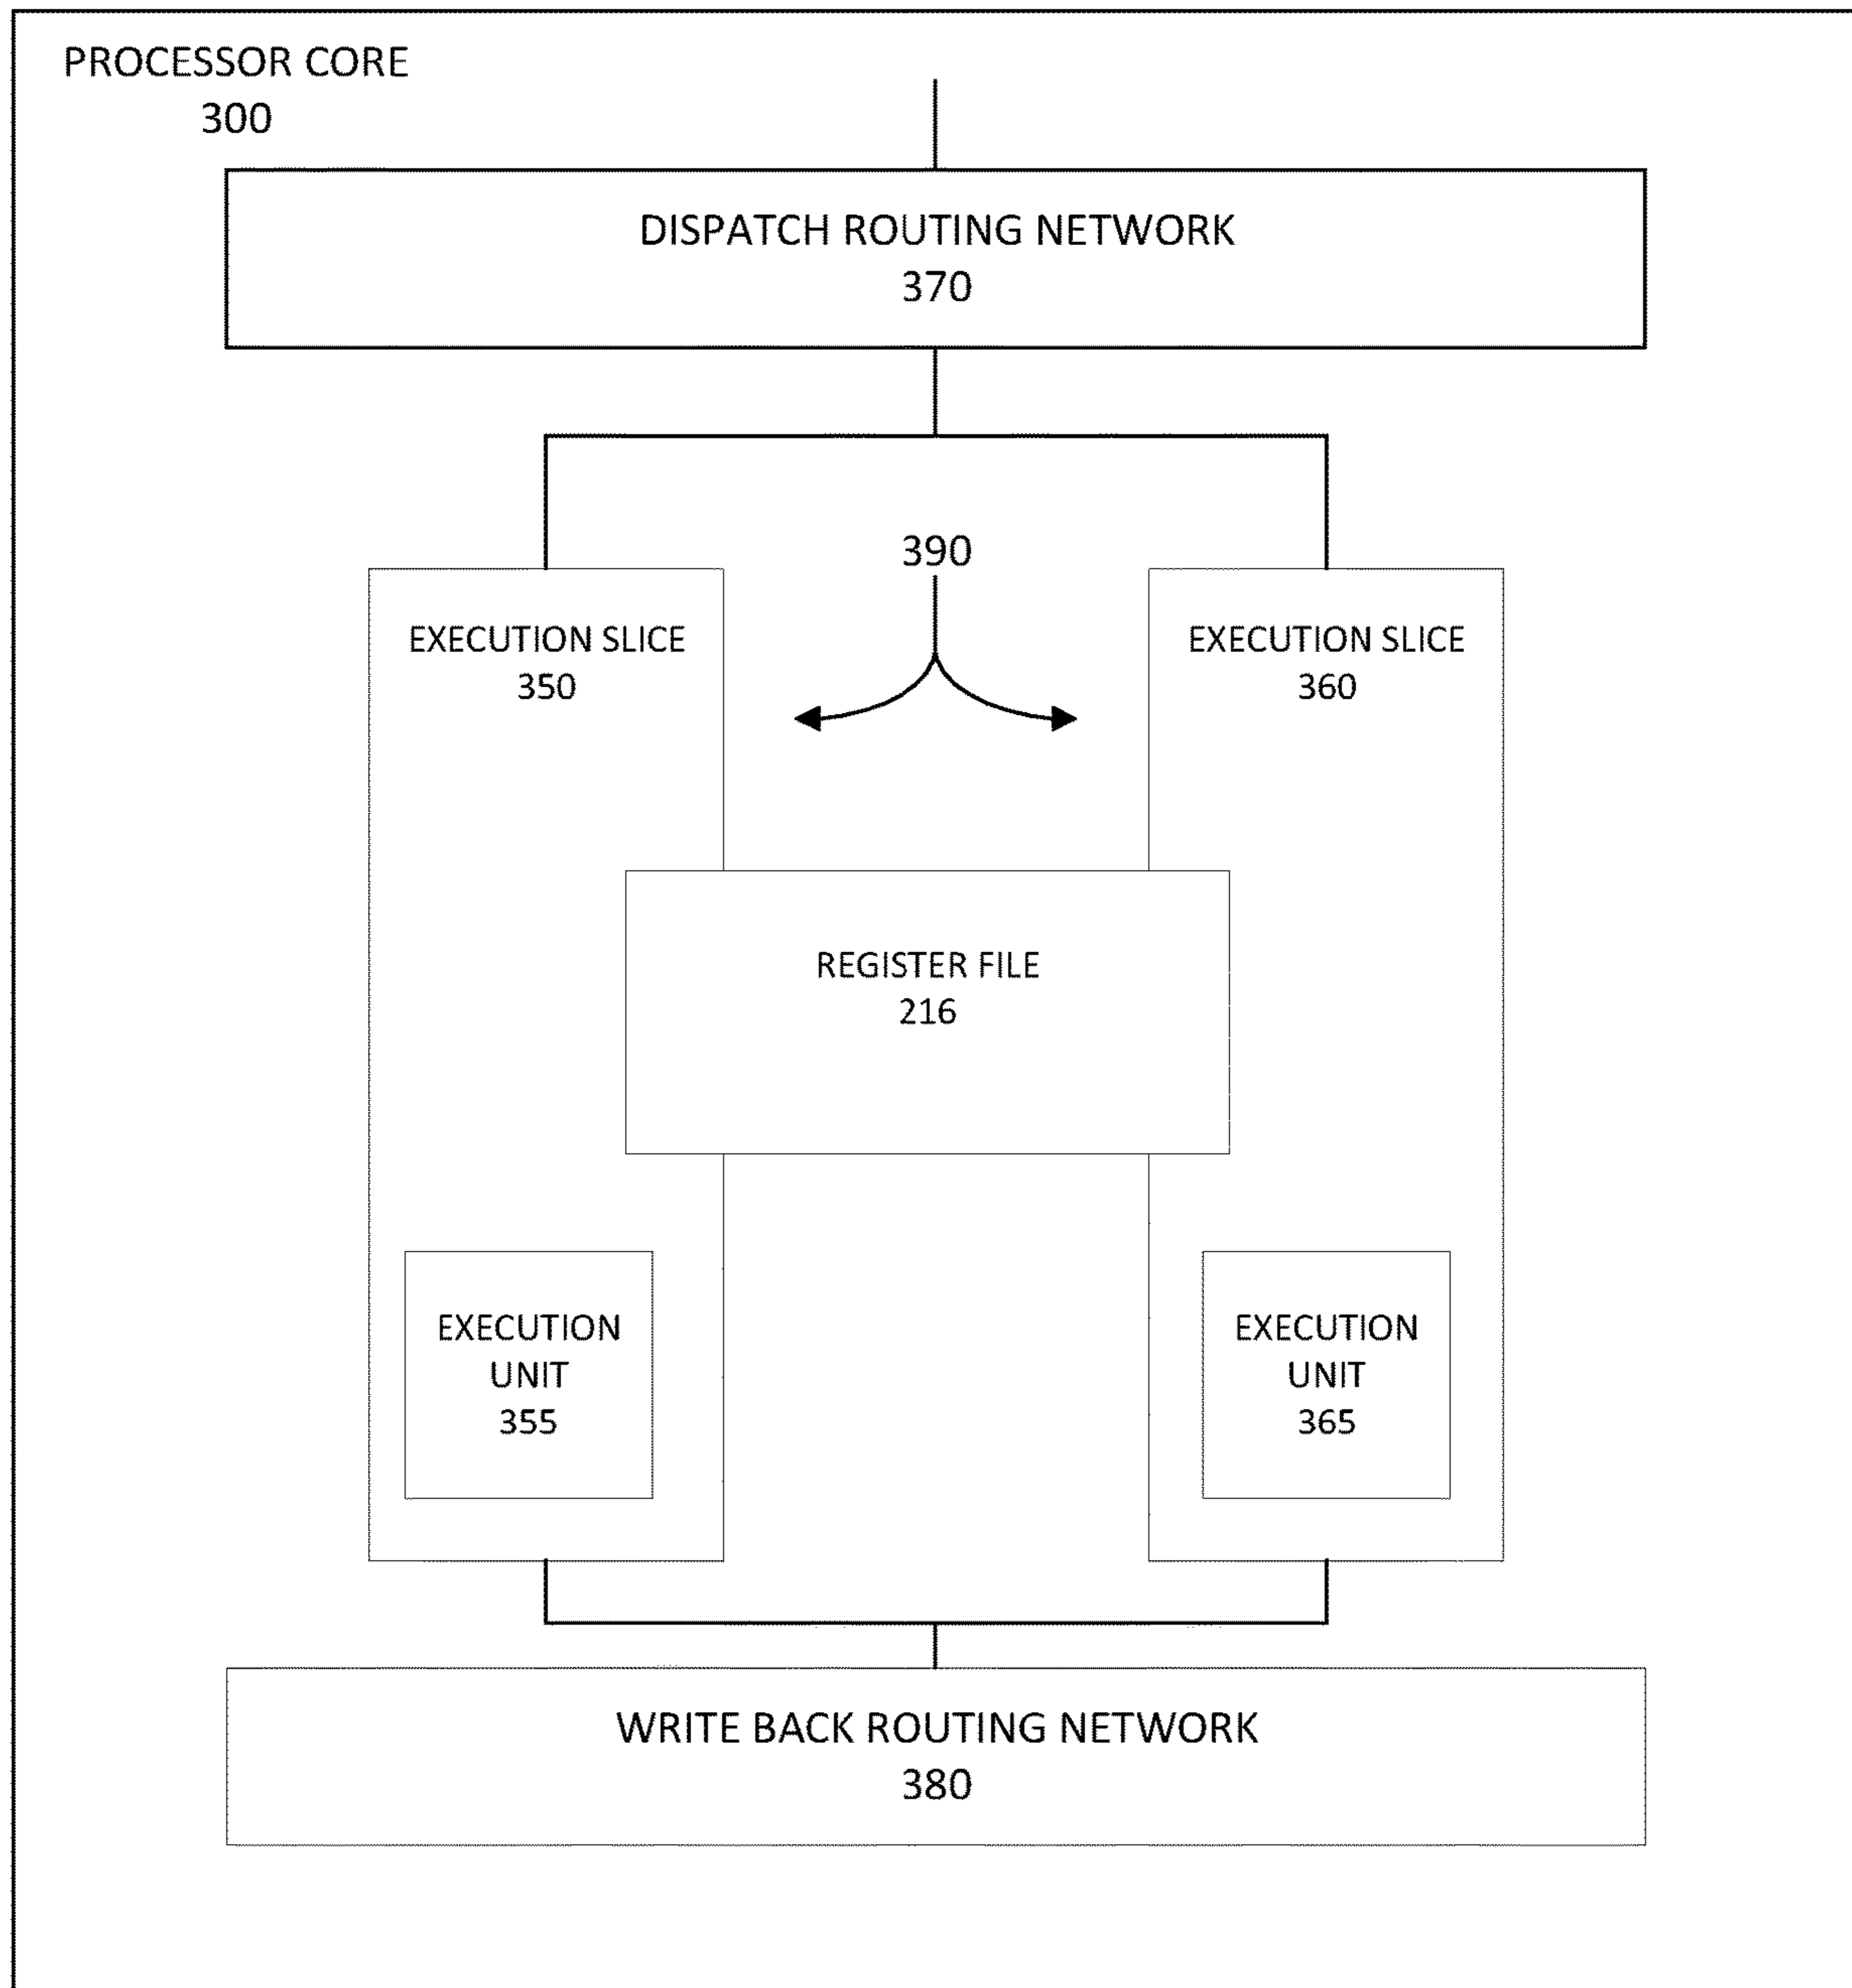 PROCESSOR CORE
300
DISPATCH ROUTING NETWORK
370
390
EXECUTION SLICE
350
EXECUTION SLICE
360
REGISTER FILE
216
EXECUTION
UNIT
355
EXECUTION
UNIT
365
WRITE BACK ROUTING NETWORK
380